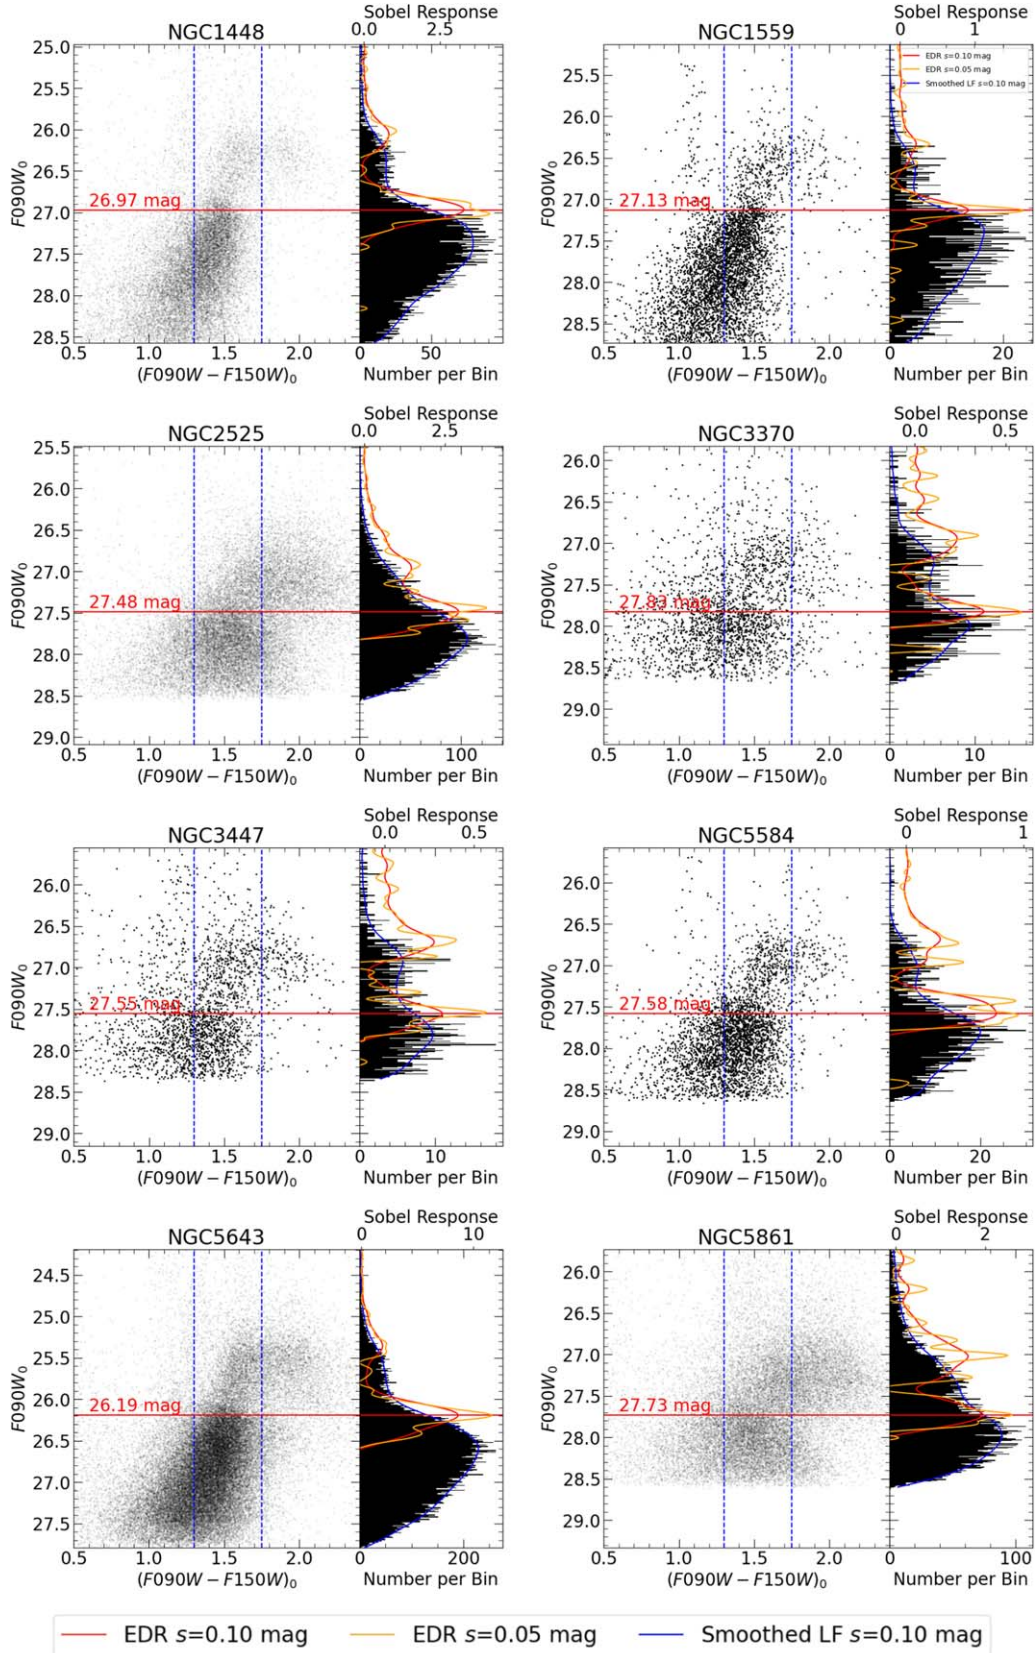 Sobel Response
0.0 2.5
NGC1448
25.0
25.5
26.0
26.5
27.0
27.5
28.0
28.5
F090W₀
26.97 mag
0.5 1.0 1.5 2.0 0 50
(F090W − F150W)₀ Number per Bin
Sobel Response
0 1
NGC1559
EDR s=0.10 mag
EDR s=0.05 mag
Smoothed LF s=0.10 mag
25.5
26.0
26.5
27.0
27.5
28.0
28.5
F090W₀
27.13 mag
0.5 1.0 1.5 2.0 0 20
(F090W − F150W)₀ Number per Bin
Sobel Response
0.0 2.5
NGC2525
25.5
26.0
26.5
27.0
27.5
28.0
28.5
29.0
F090W₀
27.48 mag
0.5 1.0 1.5 2.0 0 100
(F090W − F150W)₀ Number per Bin
Sobel Response
0.0 0.5
NGC3370
26.0
26.5
27.0
27.5
28.0
28.5
29.0
F090W₀
27.83 mag
0.5 1.0 1.5 2.0 0 10
(F090W − F150W)₀ Number per Bin
Sobel Response
0.0 0.5
NGC3447
26.0
26.5
27.0
27.5
28.0
28.5
29.0
F090W₀
27.55 mag
0.5 1.0 1.5 2.0 0 10
(F090W − F150W)₀ Number per Bin
Sobel Response
0 1
NGC5584
26.0
26.5
27.0
27.5
28.0
28.5
29.0
F090W₀
27.58 mag
0.5 1.0 1.5 2.0 0 20
(F090W − F150W)₀ Number per Bin
Sobel Response
0 10
NGC5643
24.5
25.0
25.5
26.0
26.5
27.0
27.5
F090W₀
26.19 mag
0.5 1.0 1.5 2.0 0 200
(F090W − F150W)₀ Number per Bin
Sobel Response
0 2
NGC5861
26.0
26.5
27.0
27.5
28.0
28.5
29.0
F090W₀
27.73 mag
0.5 1.0 1.5 2.0 0 100
(F090W − F150W)₀ Number per Bin
EDR s=0.10 mag EDR s=0.05 mag Smoothed LF s=0.10 mag